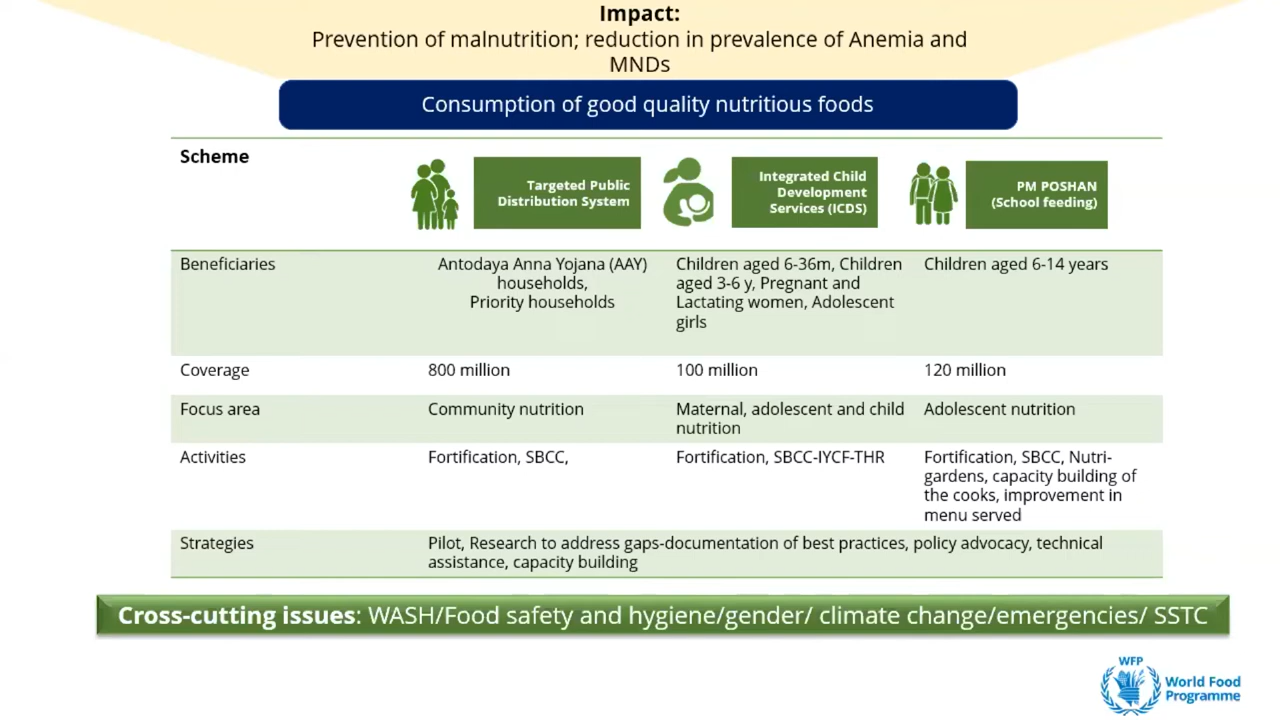 Impact:
Prevention of malnutrition; reduction in prevalence of Anemia and
MNDs
Consumption of good quality nutritious foods
Scheme
Targeted Public
Distribution System
Integrated Child
Development
Services (ICDS)
PM POSHAN
(School feeding)
Beneficiaries
Antodaya Anna Yojana (AAY)
households,
Priority households
Children aged 6-36m, Children
aged 3-6 y, Pregnant and
Lactating women, Adolescent
girls
Children aged 6-14 years
Coverage
800 million
100 million
120 million
Focus area
Community nutrition
Maternal, adolescent and child
nutrition
Adolescent nutrition
Activities
Fortification, SBCC,
Fortification, SBCC-IYCF-THR
Fortification, SBCC, Nutri-
gardens, capacity building of
the cooks, improvement in
menu served
Strategies
Pilot, Research to address gaps-documentation of best practices, policy advocacy, technical
assistance, capacity building
Cross-cutting issues: WASH/Food safety and hygiene/gender/ climate change/emergencies/ SSTC
WFP
World Food
Programme